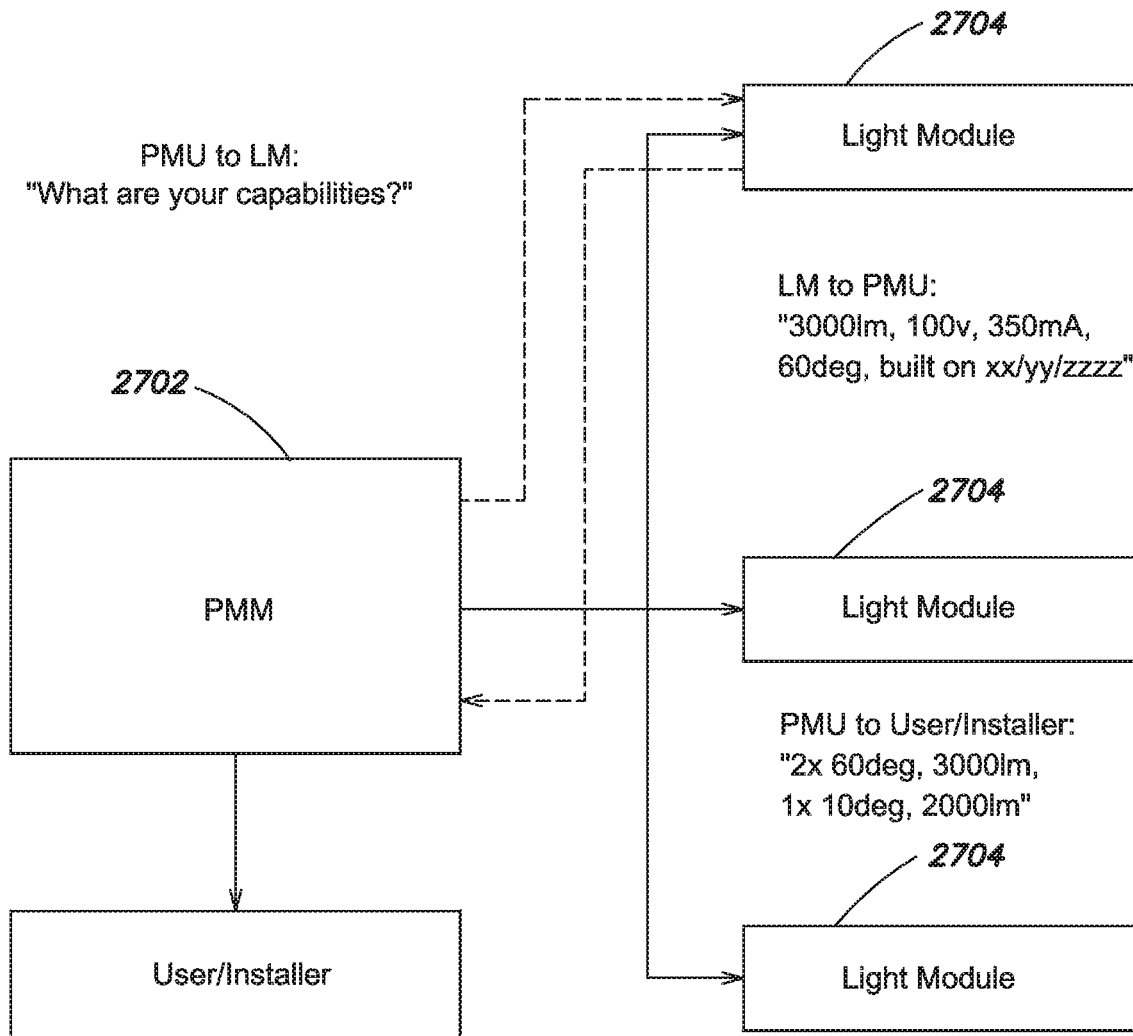 2704
Light Module
PMU to LM:
"What are your capabilities?"
LM to PMU:
"3000lm, 100v, 350mA,
60deg, built on xx/yy/zzzz"
2702
PMM
2704
Light Module
PMU to User/Installer:
"2x 60deg, 3000lm,
1x 10deg, 2000lm"
2704
Light Module
User/Installer